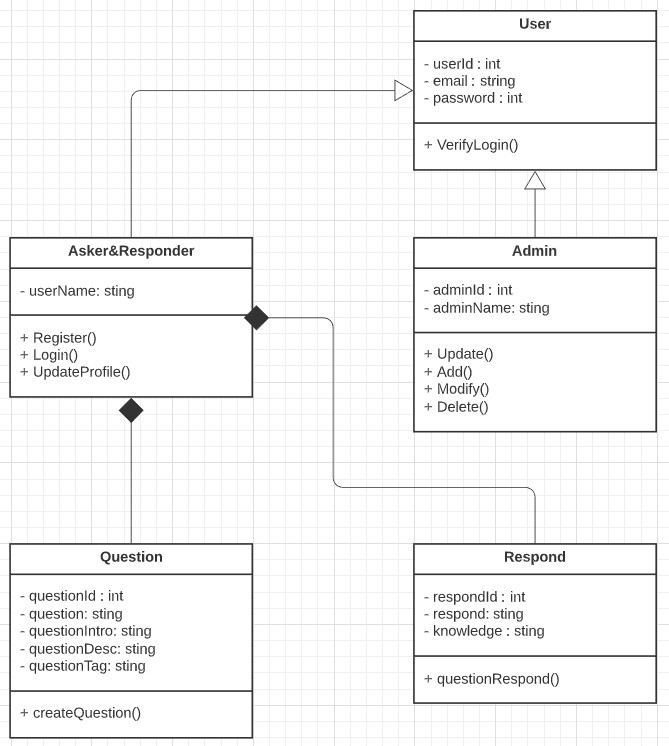 User
- userId : int
- email : string
- password : int
+ VerifyLogin()
Asker&Responder
- userName: sting
+ Register()
+ Login()
+ UpdateProfile()
Admin
- adminId : int
- adminName: sting
+ Update()
+ Add()
+ Modify()
+ Delete()
Question
- questionId : int
- question: sting
- questionIntro: sting
- questionDesc: sting
- questionTag: sting
+ createQuestion()
Respond
- respondId : int
- respond: sting
- knowledge : sting
+ questionRespond()